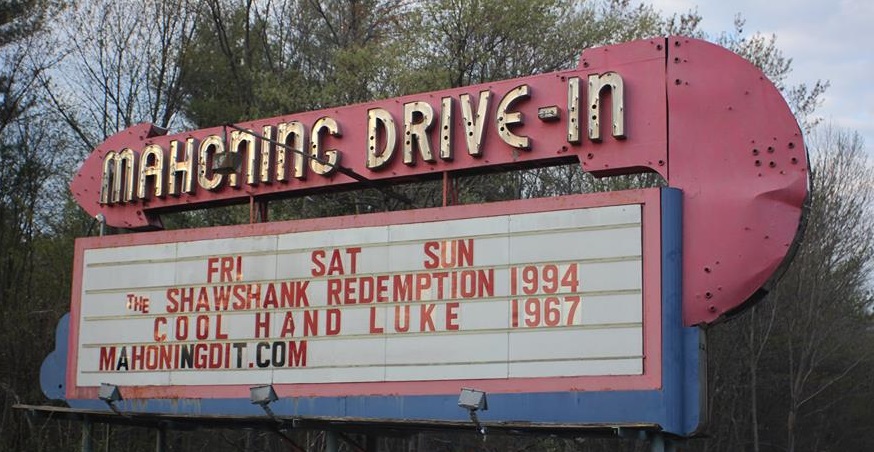 MAHONING DRIVE-IN
FRI SAT SUN
THE SHAWSHANK REDEMPTION 1994
COOL HAND LUKE 1967
MAHONINGDIT.COM